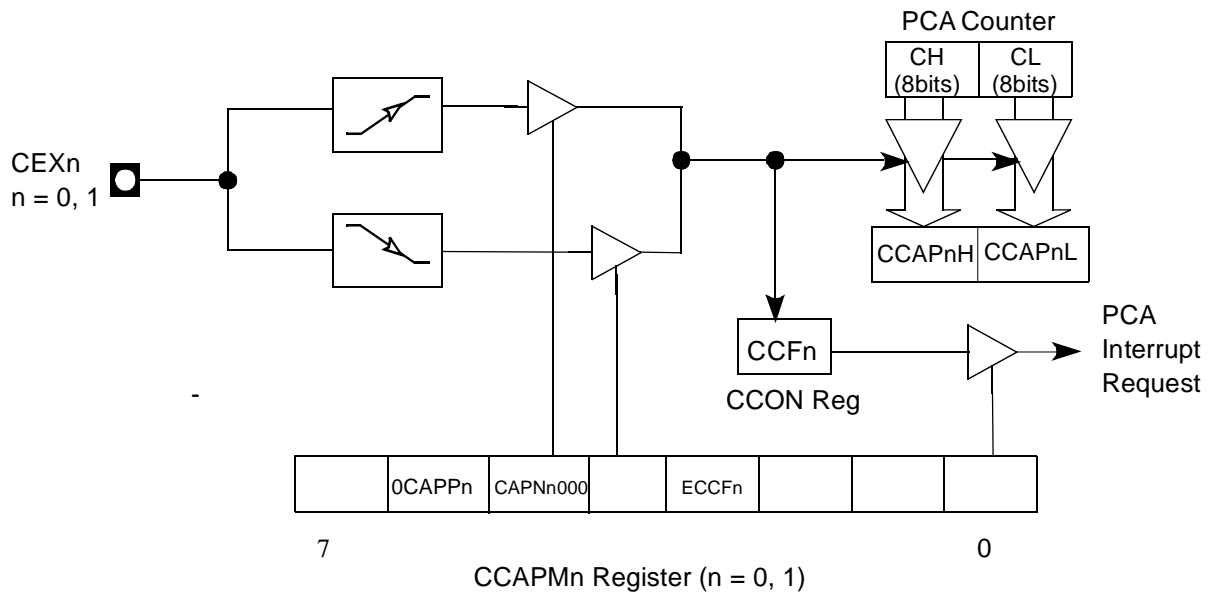 PCA Counter
CH
(8bits)
CL
(8bits)
CEXn
n = 0, 1
CCAPnH
CCAPnL
CCFn
CCON Reg
PCA
Interrupt
Request
-
0CAPPn
CAPNn000
ECCFn
7
0
CCAPMn Register (n = 0, 1)